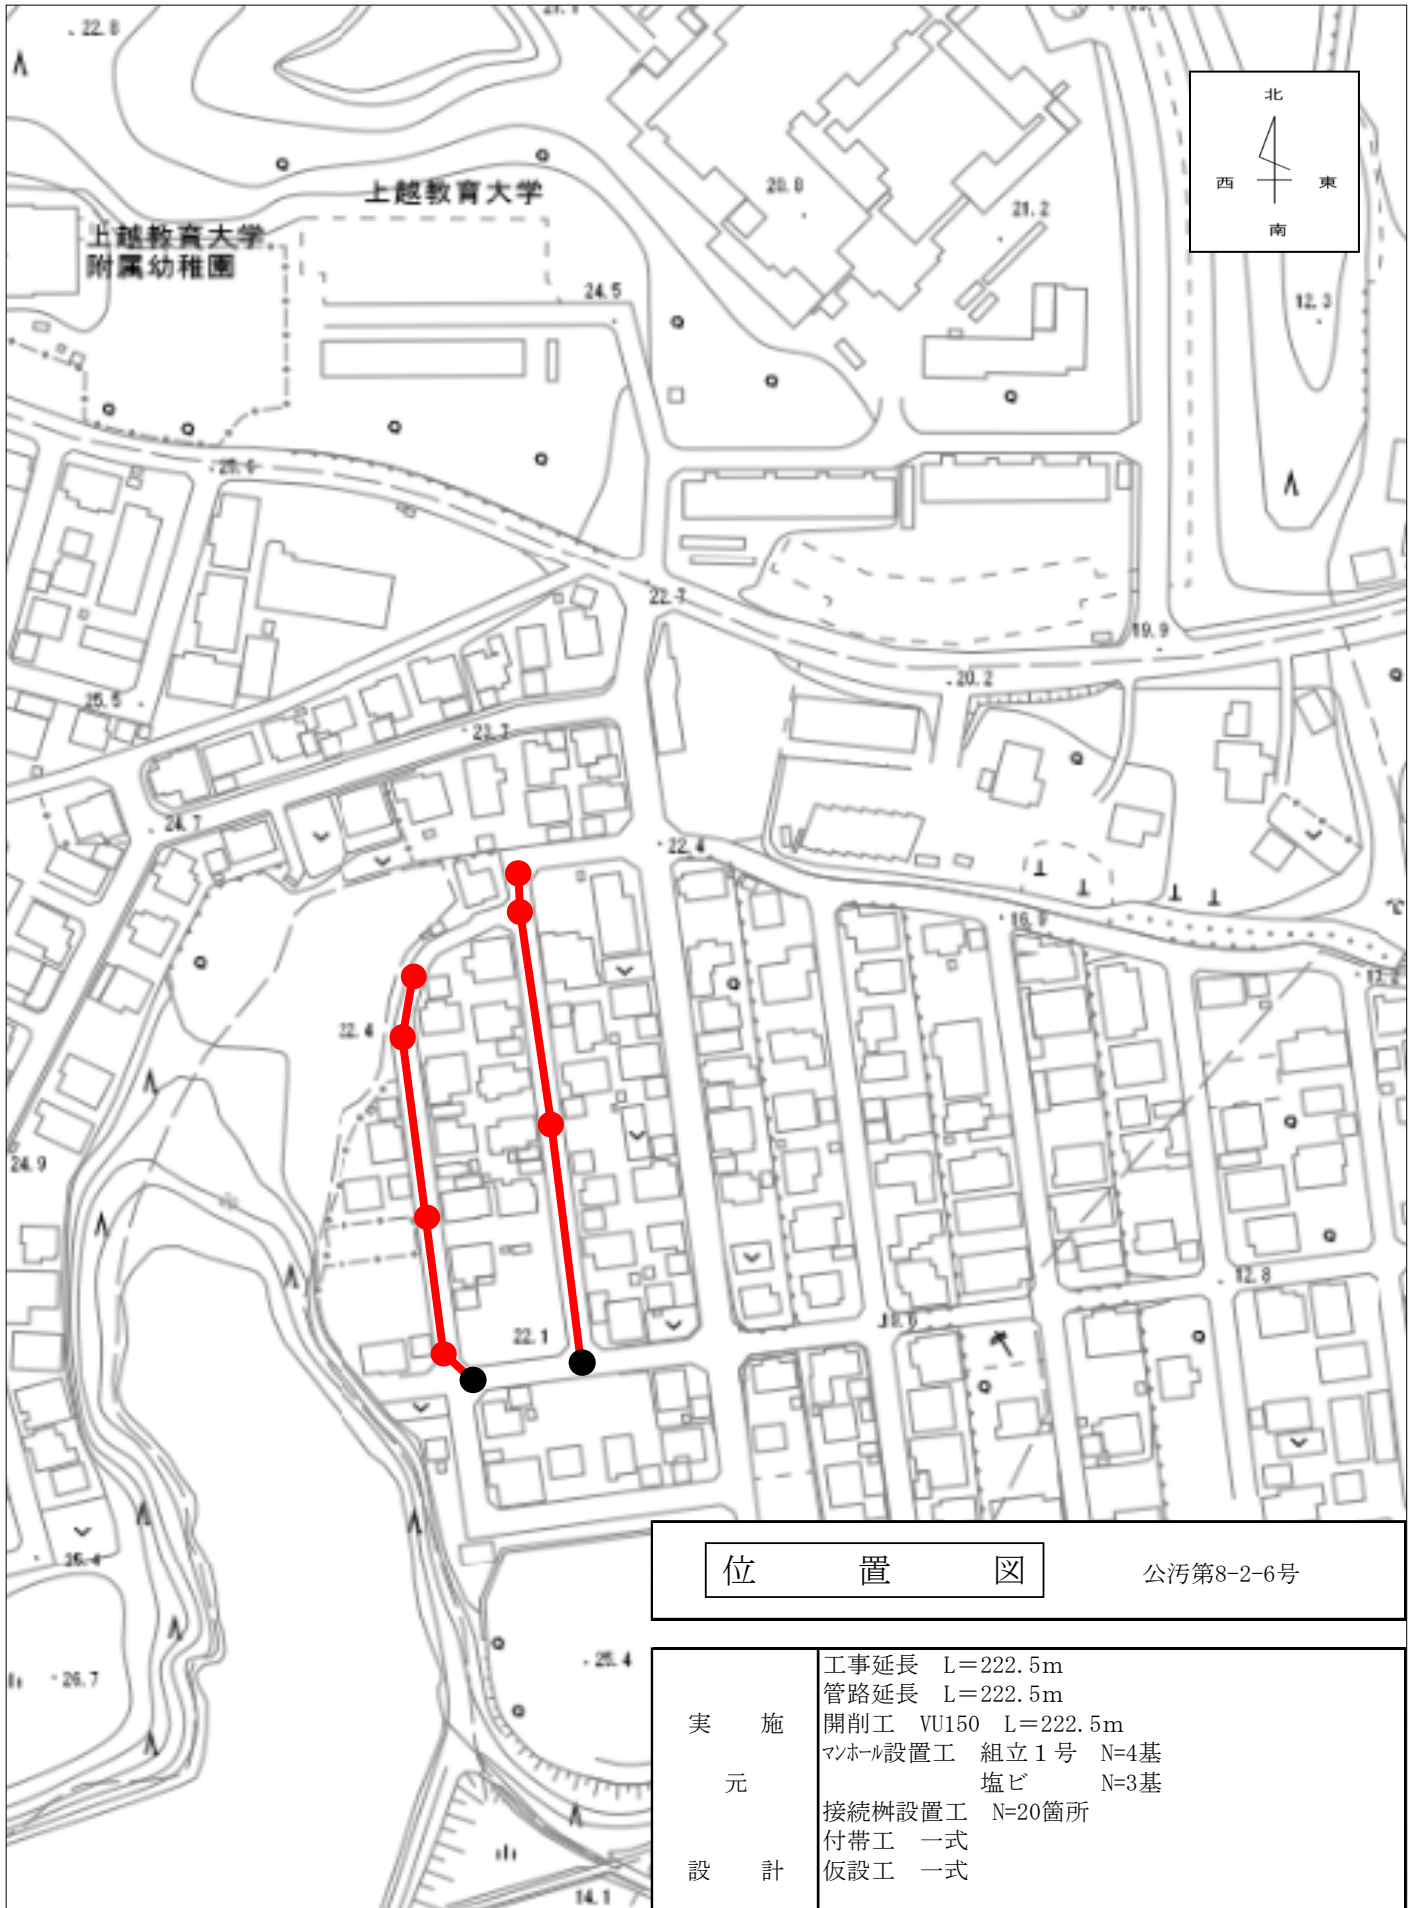 22.8
北
西 東
南
20.8
21.2
上越教育大学
上越教育大学
附属幼稚園
24.5
12.3
22.7
19.9
20.2
25.5
23.7
24.7
22.4
16.9
24.9
22.1
12.8
位 置 図 公汚第8-2-6号
25.4
26.7
14.1
実 施
元
設 計
工事延長 L=222.5m
管路延長 L=222.5m
開削工 VU150 L=222.5m
マンホール設置工 組立1号 N=4基
塩ビ N=3基
接続桝設置工 N=20箇所
付帯工 一式
仮設工 一式